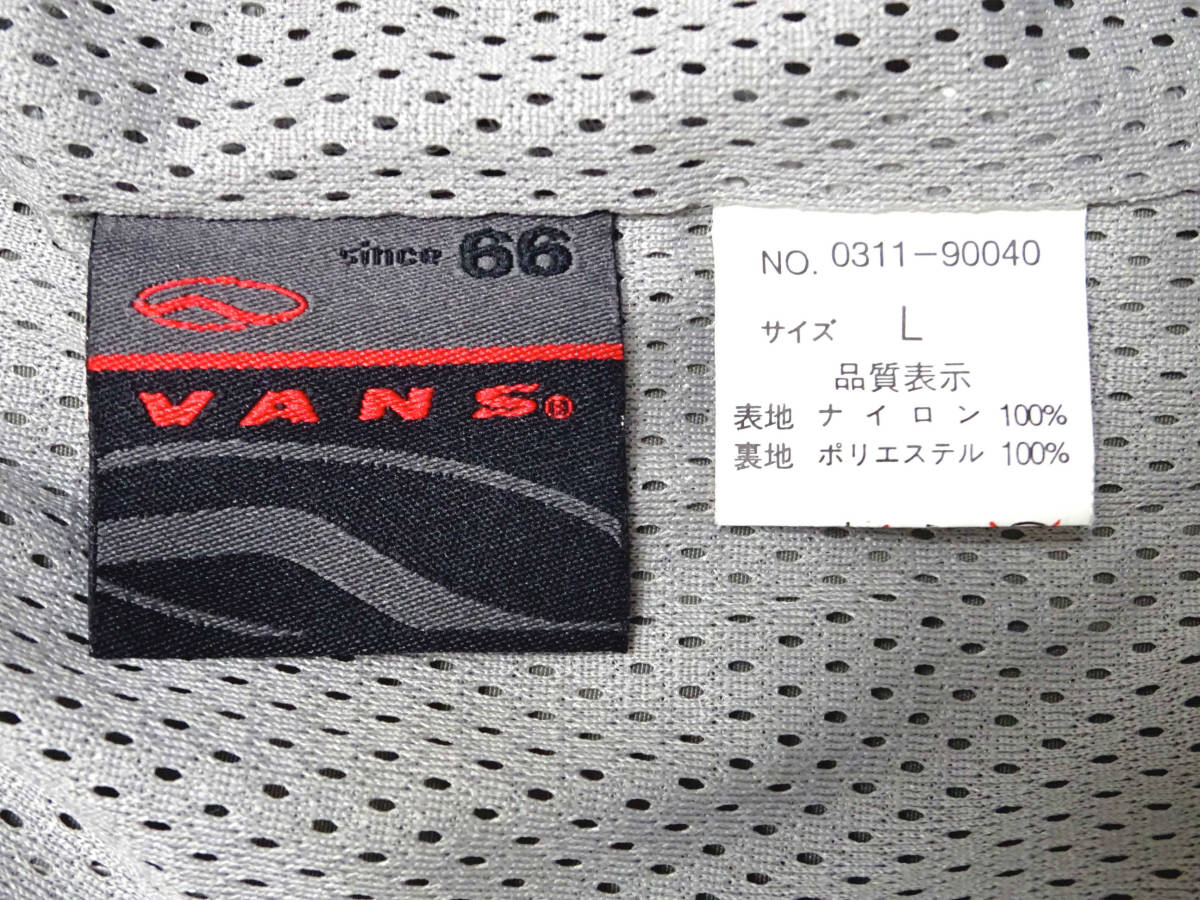 since 66
VANS®
NO. 0311-90040
サイズ L
品質表示
表地 ナイロン 100%
裏地 ポリエステル 100%